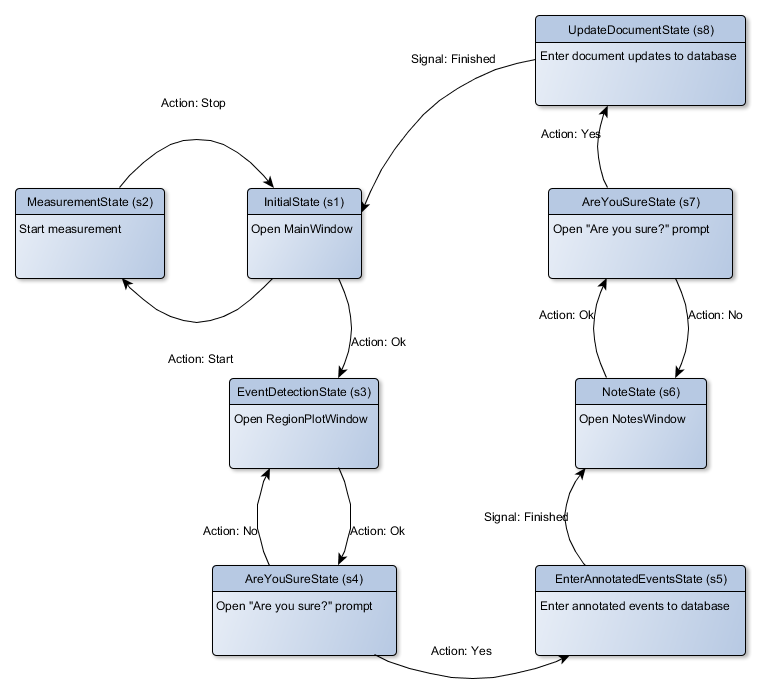 UpdateDocumentState (s8)
Enter document updates to database
Signal: Finished
Action: Stop
Action: Yes
MeasurementState (s2)
Start measurement
InitialState (s1)
Open MainWindow
AreYouSureState (s7)
Open "Are you sure?" prompt
Action: Ok
Action: No
Action: Ok
Action: Start
EventDetectionState (s3)
Open RegionPlotWindow
NoteState (s6)
Open NotesWindow
Signal: Finished
Action: No
Action: Ok
AreYouSureState (s4)
Open "Are you sure?" prompt
EnterAnnotatedEventsState (s5)
Enter annotated events to database
Action: Yes